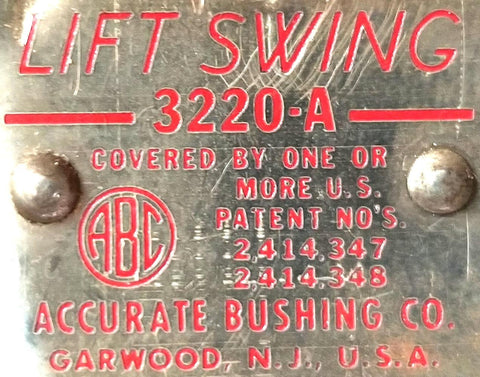 LIFT SWING
3220-A
COVERED BY ONE OR
MORE U.S.
PATENT NO'S.
2,414,347
2,414,348
ABC
ACCURATE BUSHING CO.
GARWOOD, N.J., U.S.A.